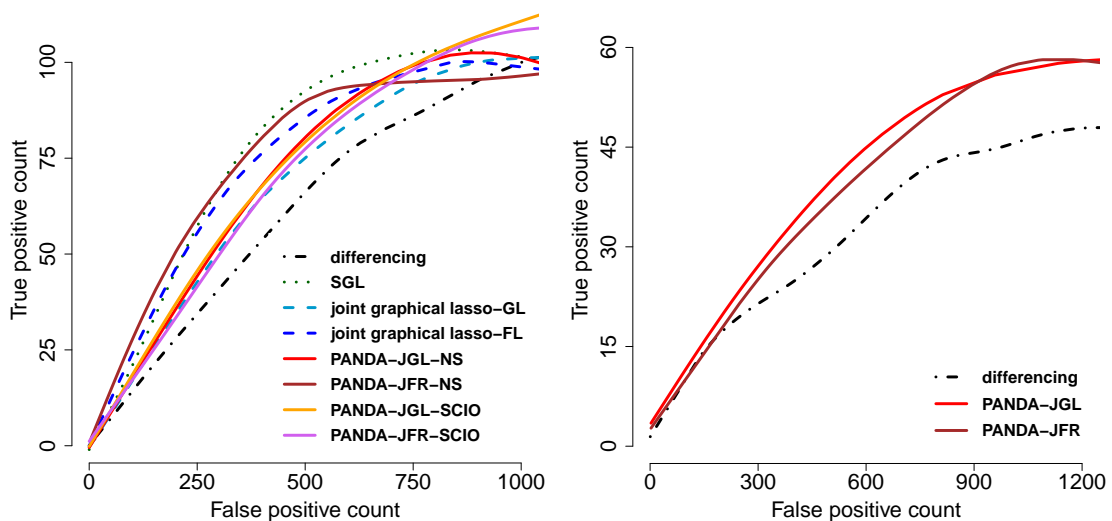 True positive count
100
75
50
25
0
differencing
SGL
joint graphical lasso−GL
joint graphical lasso−FL
PANDA−JGL−NS
PANDA−JFR−NS
PANDA−JGL−SCIO
PANDA−JFR−SCIO
0 250 500 750 1000
False positive count
True positive count
60
45
30
15
0
differencing
PANDA−JGL
PANDA−JFR
0 300 600 900 1200
False positive count